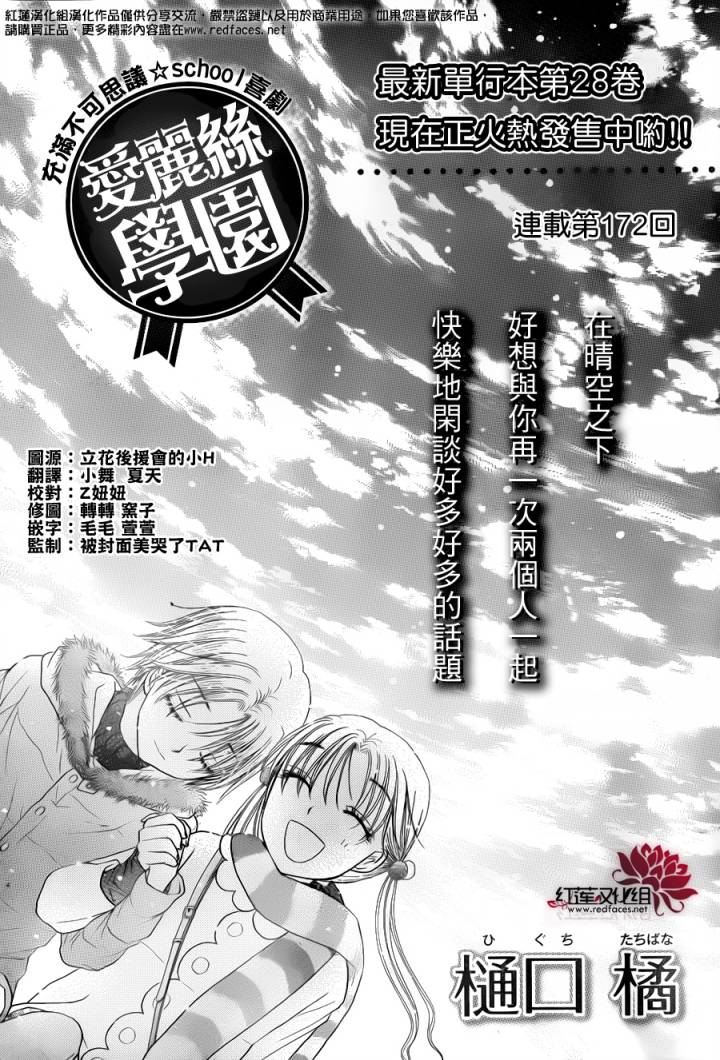 紅蓮漢化組漢化作品僅供分享交流，嚴禁盜鏈以及用於商業用途，如果您喜歡該作品，
請購買正品，更多精彩內容盡在www.redfaces.net
充滿不可思議☆school喜劇
愛麗絲
學園
最新單行本第28巻
現在正火熱發售中喲!!
連載第172回
在晴空之下
好想與你再一次兩個人一起
快樂地閑談好多好多的話題
圖源：立花後援會的小H
翻譯：小舞 夏天
校對：Z妞妞
修圖：轉轉 窯子
嵌字：毛毛 萱萱
監制：被封面美哭了TAT
紅蓮汉化组
www.redfaces.net
ひぐち たちばな
樋口 橘